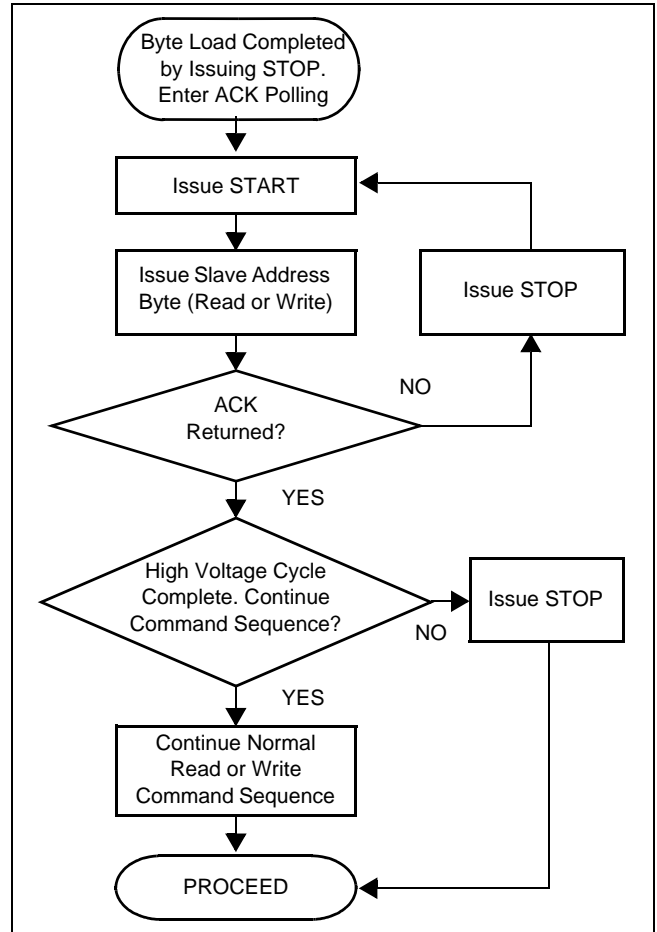 Byte Load Completed
by Issuing STOP.
Enter ACK Polling
Issue START
Issue Slave Address
Byte (Read or Write)
Issue STOP
ACK
Returned?
NO
YES
High Voltage Cycle
Complete. Continue
Command Sequence?
Issue STOP
NO
YES
Continue Normal
Read or Write
Command Sequence
PROCEED